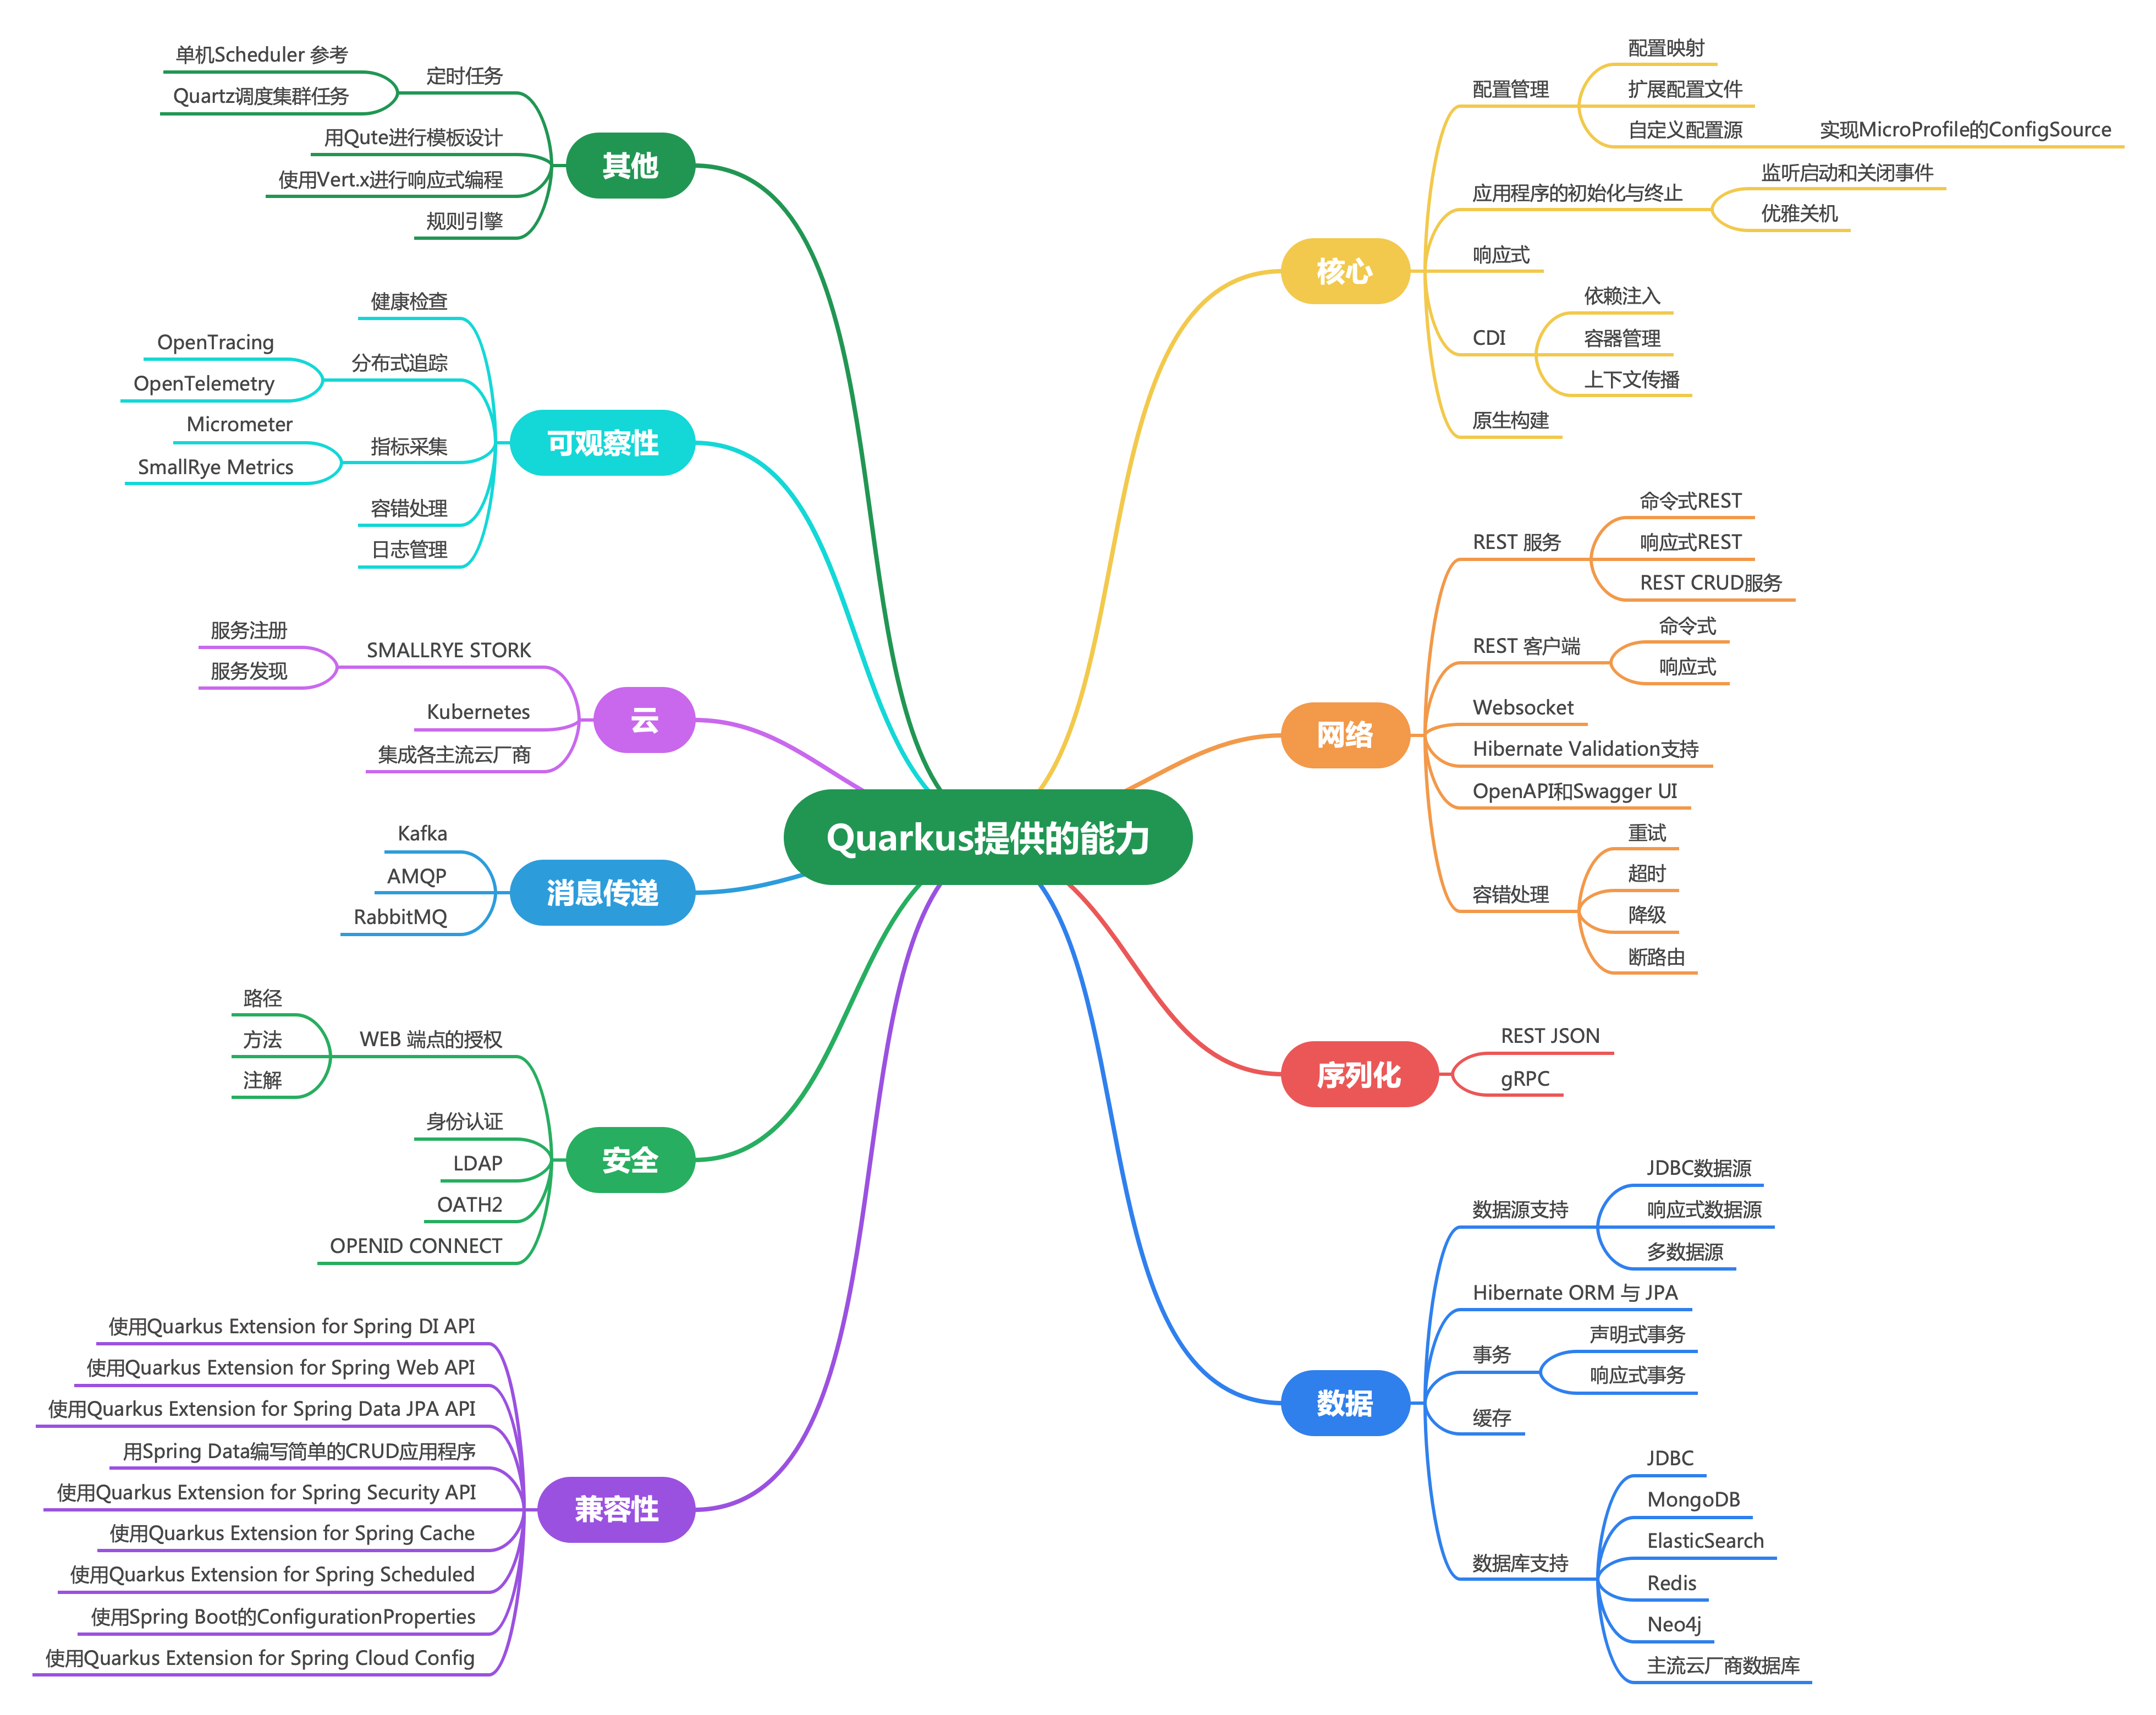 Quarkus提供的能力
核心
配置管理
配置映射
扩展配置文件
自定义配置源
实现MicroProfile的ConfigSource
应用程序的初始化与终止
监听启动和关闭事件
优雅关机
响应式
CDI
依赖注入
容器管理
上下文传播
原生构建
网络
REST 服务
命令式REST
响应式REST
REST CRUD服务
REST 客户端
命令式
响应式
Websocket
Hibernate Validation支持
OpenAPI和Swagger UI
容错处理
重试
超时
降级
断路由
序列化
REST JSON
gRPC
数据
数据源支持
JDBC数据源
响应式数据源
多数据源
Hibernate ORM 与 JPA
事务
声明式事务
响应式事务
缓存
数据库支持
JDBC
MongoDB
ElasticSearch
Redis
Neo4j
主流云厂商数据库
其他
定时任务
单机Scheduler 参考
Quartz调度集群任务
用Qute进行模板设计
使用Vert.x进行响应式编程
规则引擎
可观察性
健康检查
分布式追踪
OpenTracing
OpenTelemetry
指标采集
Micrometer
SmallRye Metrics
容错处理
日志管理
云
SMALLRYE STORK
服务注册
服务发现
Kubernetes
集成各主流云厂商
消息传递
Kafka
AMQP
RabbitMQ
安全
WEB 端点的授权
路径
方法
注解
身份认证
LDAP
OATH2
OPENID CONNECT
兼容性
使用Quarkus Extension for Spring DI API
使用Quarkus Extension for Spring Web API
使用Quarkus Extension for Spring Data JPA API
用Spring Data编写简单的CRUD应用程序
使用Quarkus Extension for Spring Security API
使用Quarkus Extension for Spring Cache
使用Quarkus Extension for Spring Scheduled
使用Spring Boot的ConfigurationProperties
使用Quarkus Extension for Spring Cloud Config